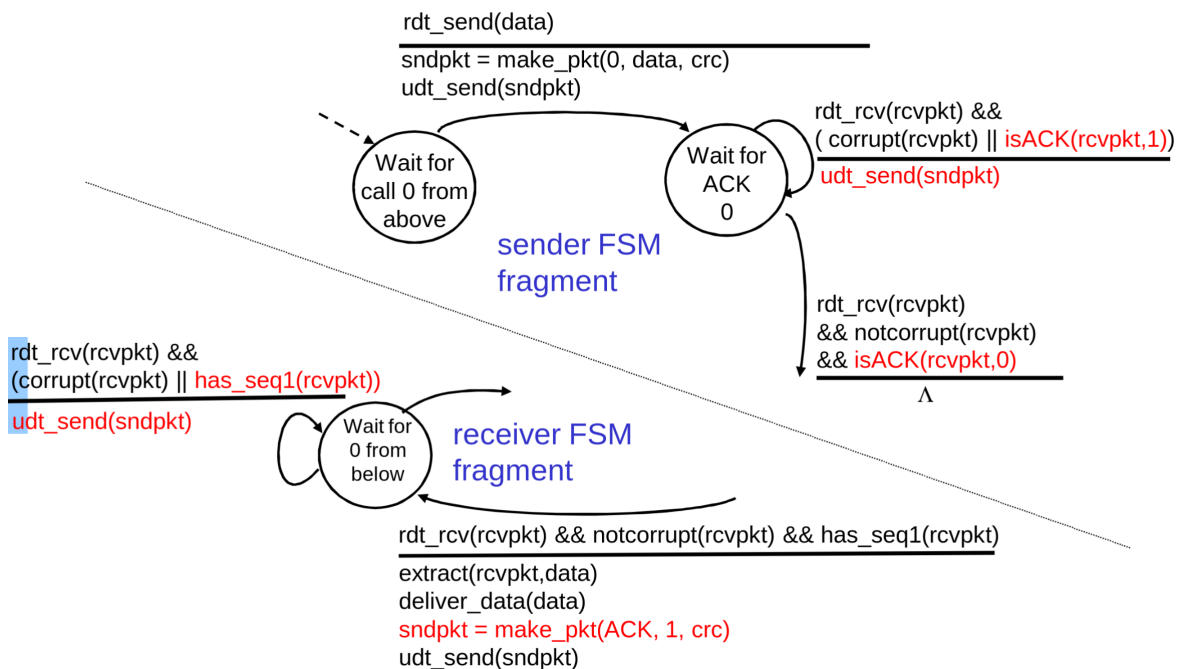 rdt_send(data)
sndpkt = make_pkt(0, data, crc)
udt_send(sndpkt)
Wait for
call 0 from
above
Wait for
ACK
0
rdt_rcv(rcvpkt) &&
( corrupt(rcvpkt) || isACK(rcvpkt,1))
udt_send(sndpkt)
sender FSM
fragment
rdt_rcv(rcvpkt)
&& notcorrupt(rcvpkt)
&& isACK(rcvpkt,0)
Λ
rdt_rcv(rcvpkt) &&
(corrupt(rcvpkt) || has_seq1(rcvpkt))
udt_send(sndpkt)
Wait for
0 from
below
receiver FSM
fragment
rdt_rcv(rcvpkt) && notcorrupt(rcvpkt) && has_seq1(rcvpkt)
extract(rcvpkt,data)
deliver_data(data)
sndpkt = make_pkt(ACK, 1, crc)
udt_send(sndpkt)